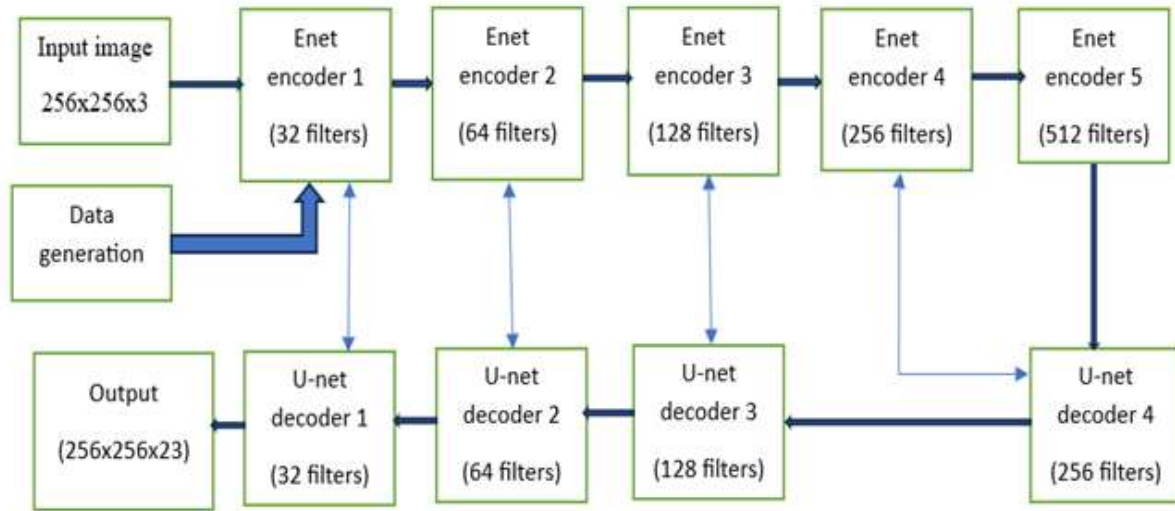 Input image
256x256x3
Enet
encoder 1
(32 filters)
Enet
encoder 2
(64 filters)
Enet
encoder 3
(128 filters)
Enet
encoder 4
(256 filters)
Enet
encoder 5
(512 filters)
Data
generation
Output
(256x256x23)
U-net
decoder 1
(32 filters)
U-net
decoder 2
(64 filters)
U-net
decoder 3
(128 filters)
U-net
decoder 4
(256 filters)